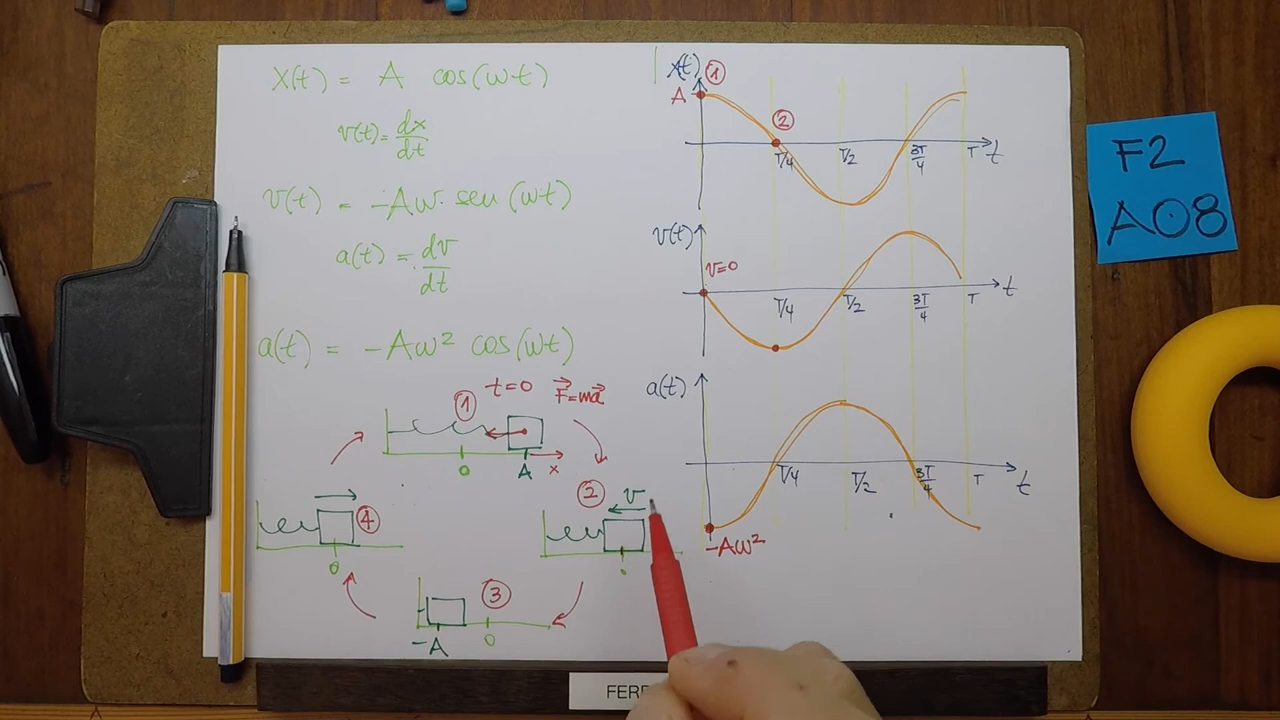 x(t) = A cos(ωt)
v(t) = dx/dt
v(t) = -Aω · sen(ωt)
a(t) = dv/dt
a(t) = -Aω² cos(ωt)
t=0 F⃗=ma⃗
①
0 A x
② v
0
③
-A 0
④
0
x(t) ①
A
②
T/4 T/2 3T/4 T t
v(t)
v=0
T/4 T/2 3T/4 T t
a(t)
T/4 T/2 3T/4 T t
-Aω²
F2
A08